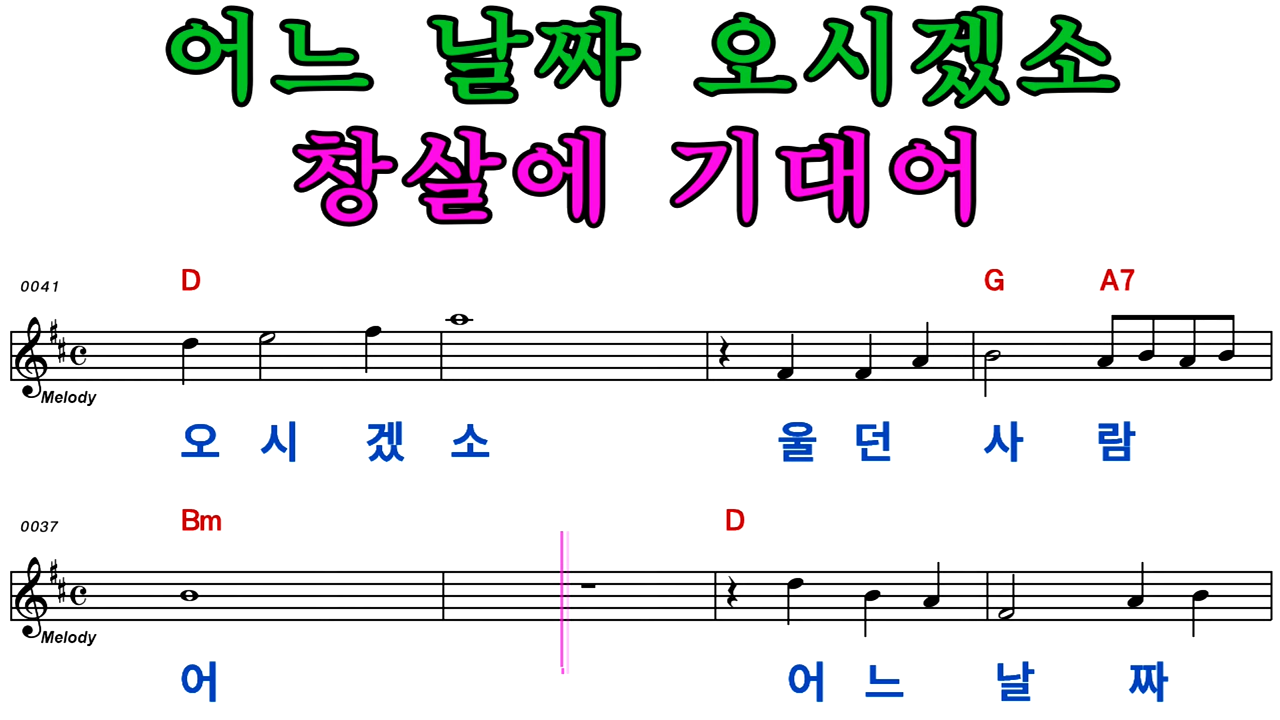 어느 날짜 오시겠소
창살에 기대어
0041 D G A7
Melody
오 시 겠 소 울 던 사 람
0037 Bm D
Melody
어 어 느 날 짜